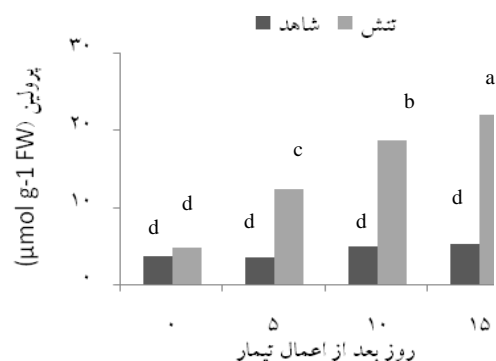 شاهد تنش
پرولین (µmol g-1 FW)
۳۰
۲۰
۱۰
۰
d d d c d b d a
۰ ۵ ۱۰ ۱۵
روز بعد از اعمال تیمار